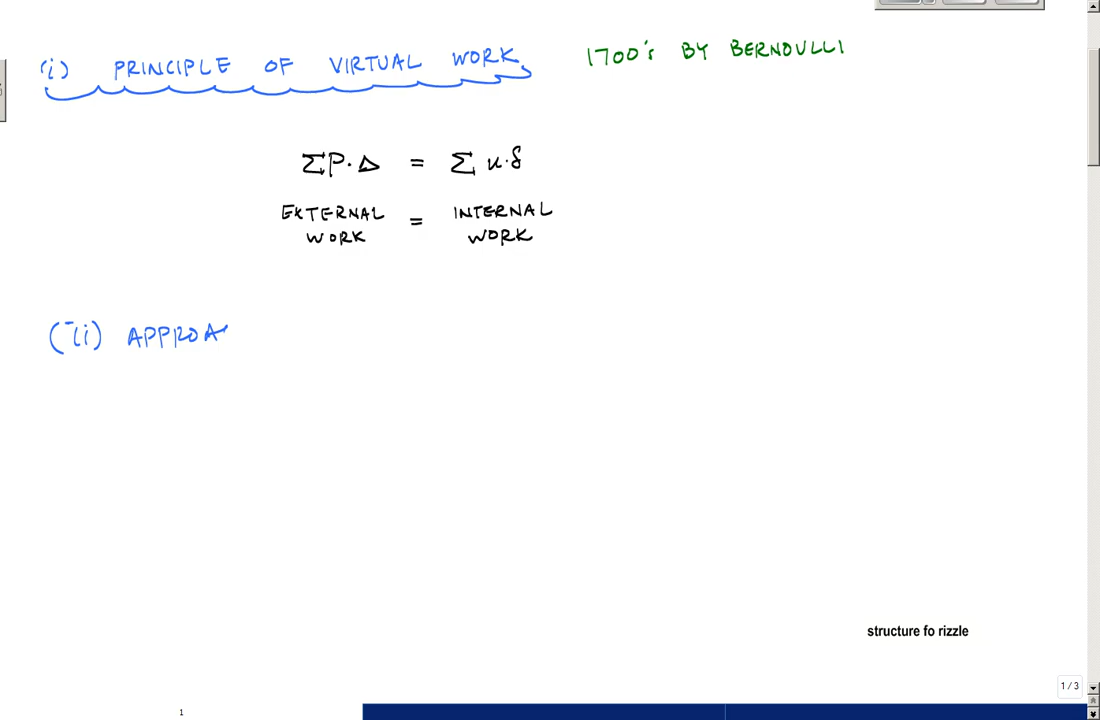 (i) PRINCIPLE OF VIRTUAL WORK 1700's BY BERNOULLI
ΣP·Δ = Σu·δ
EXTERNAL WORK = INTERNAL WORK
(ii) APPROA
structure fo rizzle
1/3
1